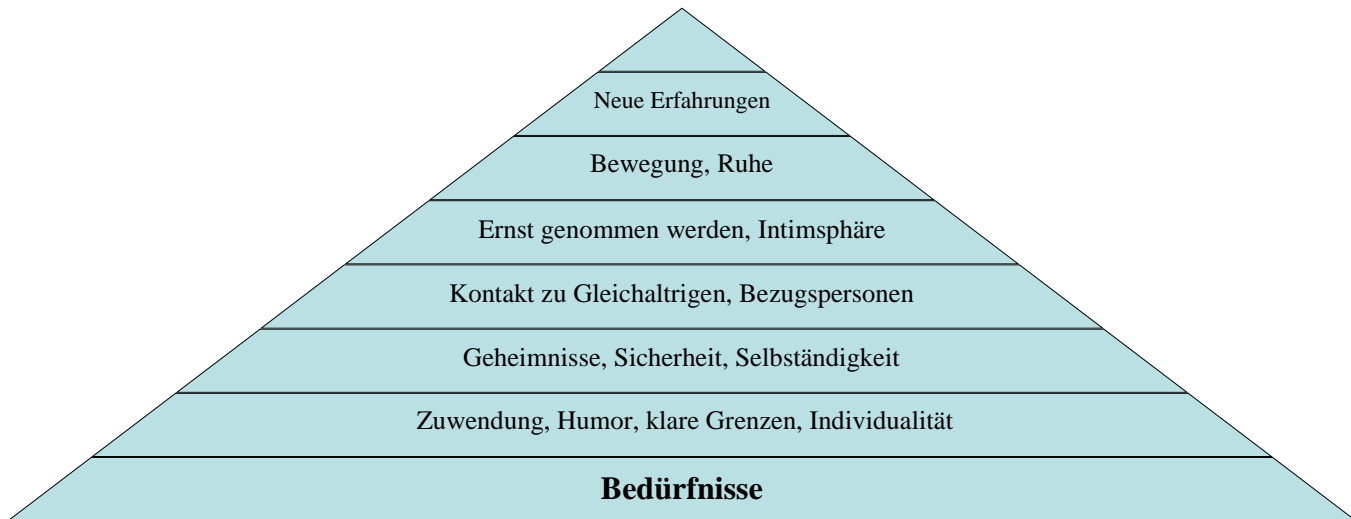 Neue Erfahrungen
Bewegung, Ruhe
Ernst genommen werden, Intimsphäre
Kontakt zu Gleichaltrigen, Bezugspersonen
Geheimnisse, Sicherheit, Selbständigkeit
Zuwendung, Humor, klare Grenzen, Individualität
Bedürfnisse